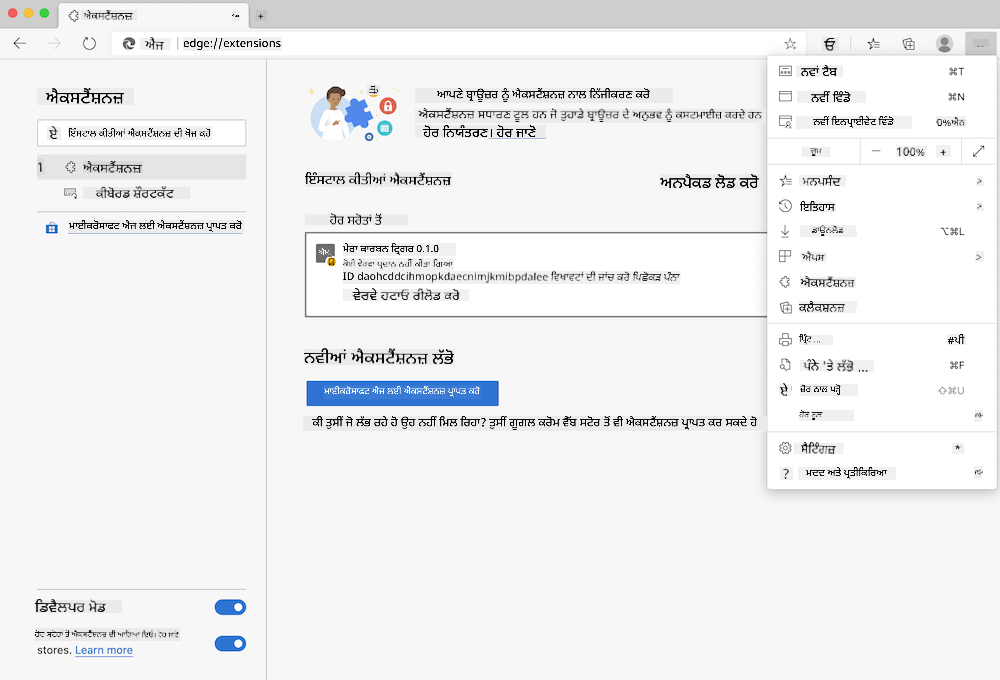 ਐਕਸਟੈਂਸ਼ਨਜ਼
ਐਜ edge://extensions
ਐਕਸਟੈਂਸ਼ਨਜ਼
ਇੰਸਟਾਲ ਕੀਤੀਆਂ ਐਕਸਟੈਂਸ਼ਨਜ਼ ਦੀ ਖੋਜ ਕਰੋ
1 ਐਕਸਟੈਂਸ਼ਨਜ਼
ਕੀਬੋਰਡ ਸ਼ੌਰਟਕੱਟ
ਮਾਈਕਰੋਸਾਫਟ ਐਜ ਲਈ ਐਕਸਟੈਂਸ਼ਨਜ਼ ਪ੍ਰਾਪਤ ਕਰੋ
ਡਿਵੈਲਪਰ ਮੋਡ
stores. Learn more
ਆਪਣੇ ਬ੍ਰਾਊਜ਼ਰ ਨੂੰ ਐਕਸਟੈਂਸ਼ਨਜ਼ ਨਾਲ ਨਿੱਜੀਕਰਣ ਕਰੋ
ਐਕਸਟੈਂਸ਼ਨਜ਼ ਸਧਾਰਣ ਟੂਲ ਹਨ ਜੋ ਤੁਹਾਡੇ ਬ੍ਰਾਊਜ਼ਰ ਦੇ ਅਨੁਭਵ ਨੂੰ ਕਸਟਮਾਈਜ਼ ਕਰਦੇ ਹਨ
ਹੋਰ ਨਿਯੰਤਰਣ। ਹੋਰ ਜਾਣੋ
ਇੰਸਟਾਲ ਕੀਤੀਆਂ ਐਕਸਟੈਂਸ਼ਨਜ਼
ਅਨਪੈਕਡ ਲੋਡ ਕਰੋ
ਹੋਰ ਸਰੋਤਾਂ ਤੋਂ
ਮੇਰਾ ਕਾਰਬਨ ਟ੍ਰਿਗਰ 0.1.0
ਕੋਈ ਵੇਰਵਾ ਪ੍ਰਦਾਨ ਨਹੀਂ ਕੀਤਾ ਗਿਆ
ID daohcddcihmopkdaecnimjkmibpdalee ਵਿਖਾਵਟਾਂ ਦੀ ਜਾਂਚ ਕਰੋ ਪਿਛੋਕੜ ਪੰਨਾ
ਵੇਰਵੇ ਹਟਾਓ ਰੀਲੋਡ ਕਰੋ
ਨਵੀਆਂ ਐਕਸਟੈਂਸ਼ਨਜ਼ ਲੱਭੋ
ਮਾਈਕਰੋਸਾਫਟ ਐਜ ਲਈ ਐਕਸਟੈਂਸ਼ਨਜ਼ ਪ੍ਰਾਪਤ ਕਰੋ
ਕੀ ਤੁਸੀਂ ਜੋ ਲੱਭ ਰਹੇ ਹੋ ਉਹ ਨਹੀਂ ਮਿਲ ਰਿਹਾ? ਤੁਸੀਂ ਗੂਗਲ ਕਰੋਮ ਵੈੱਬ ਸਟੋਰ ਤੋਂ ਵੀ ਐਕਸਟੈਂਸ਼ਨਜ਼ ਪ੍ਰਾਪਤ ਕਰ ਸਕਦੇ ਹੋ
ਨਵਾਂ ਟੈਬ ⌘T
ਨਵੀਂ ਵਿੰਡੋ ⌘N
ਨਵੀਂ ਇਨਪ੍ਰਾਈਵੇਟ ਵਿੰਡੋ
ਜ਼ੂਮ 100% +
ਮਨਪਸੰਦ
ਇਤਿਹਾਸ
ਡਾਊਨਲੋਡ ⌥⌘L
ਐਪਸ
ਐਕਸਟੈਂਸ਼ਨਜ਼
ਕਲੈਕਸ਼ਨਜ਼
ਪ੍ਰਿੰਟ ... ⌘ਪੀ
ਪੰਨੇ 'ਤੇ ਲੱਭੋ ... ⌘F
ਜ਼ੋਰ ਨਾਲ ਪੜ੍ਹੋ ⇧⌘U
ਹੋਰ ਟੂਲ
ਸੈਟਿੰਗਜ਼
ਮਦਦ ਅਤੇ ਪ੍ਰਤੀਕਿਰਿਆ